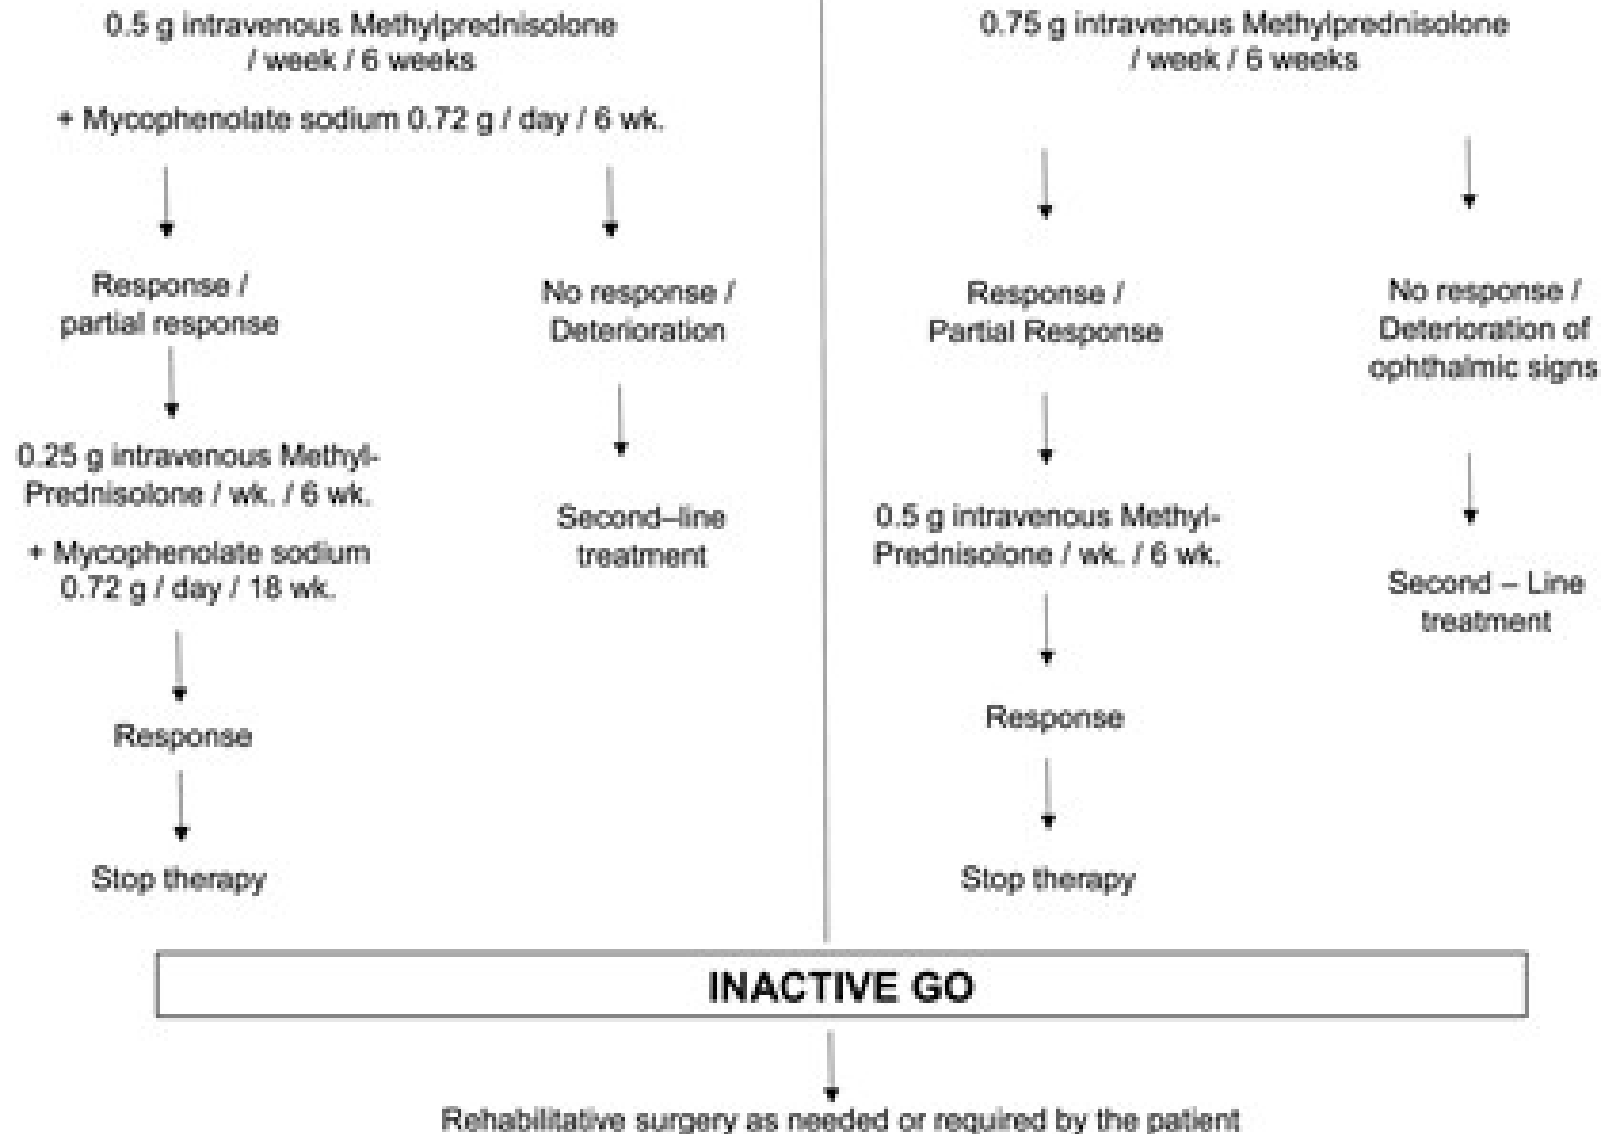 0.5 g intravenous Methylprednisolone
/ week / 6 weeks
+ Mycophenolate sodium 0.72 g / day / 6 wk.
Response /
partial response
No response /
Deterioration
0.25 g intravenous Methyl-
Prednisolone / wk. / 6 wk.
+ Mycophenolate sodium
0.72 g / day / 18 wk.
Second–line
treatment
Response
Stop therapy
0.75 g intravenous Methylprednisolone
/ week / 6 weeks
Response /
Partial Response
No response /
Deterioration of
ophthalmic signs
0.5 g intravenous Methyl-
Prednisolone / wk. / 6 wk.
Second – Line
treatment
Response
Stop therapy
INACTIVE GO
Rehabilitative surgery as needed or required by the patient